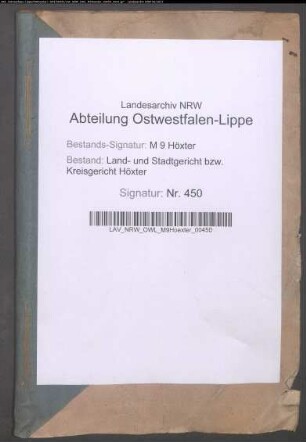 Landesarchiv NRW
Abteilung Ostwestfalen-Lippe
Bestands-Signatur: M 9 Höxter
Bestand: Land- und Stadtgericht bzw.
Kreisgericht Höxter
Signatur: Nr. 450
LAV_NRW_OWL_M9Hoexter_00450